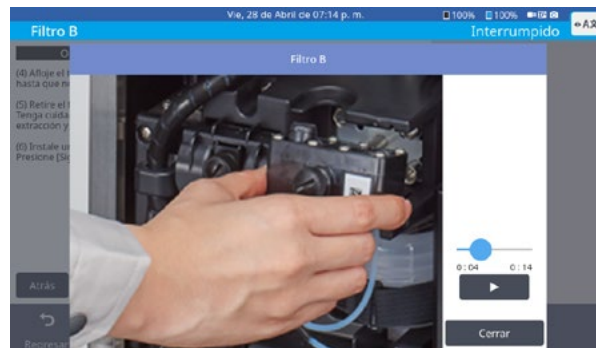 Vie, 28 de Abril de 07:14 p. m.
100%
100%
Filtro B
Interrumpido
Filtro B
(4) Afloje el
hasta que
(5) Retire el
Tenga cuida
extracción y
(6) Instale
Presione [Si
0:04
0:14
Atrás
Cerrar
Regresar